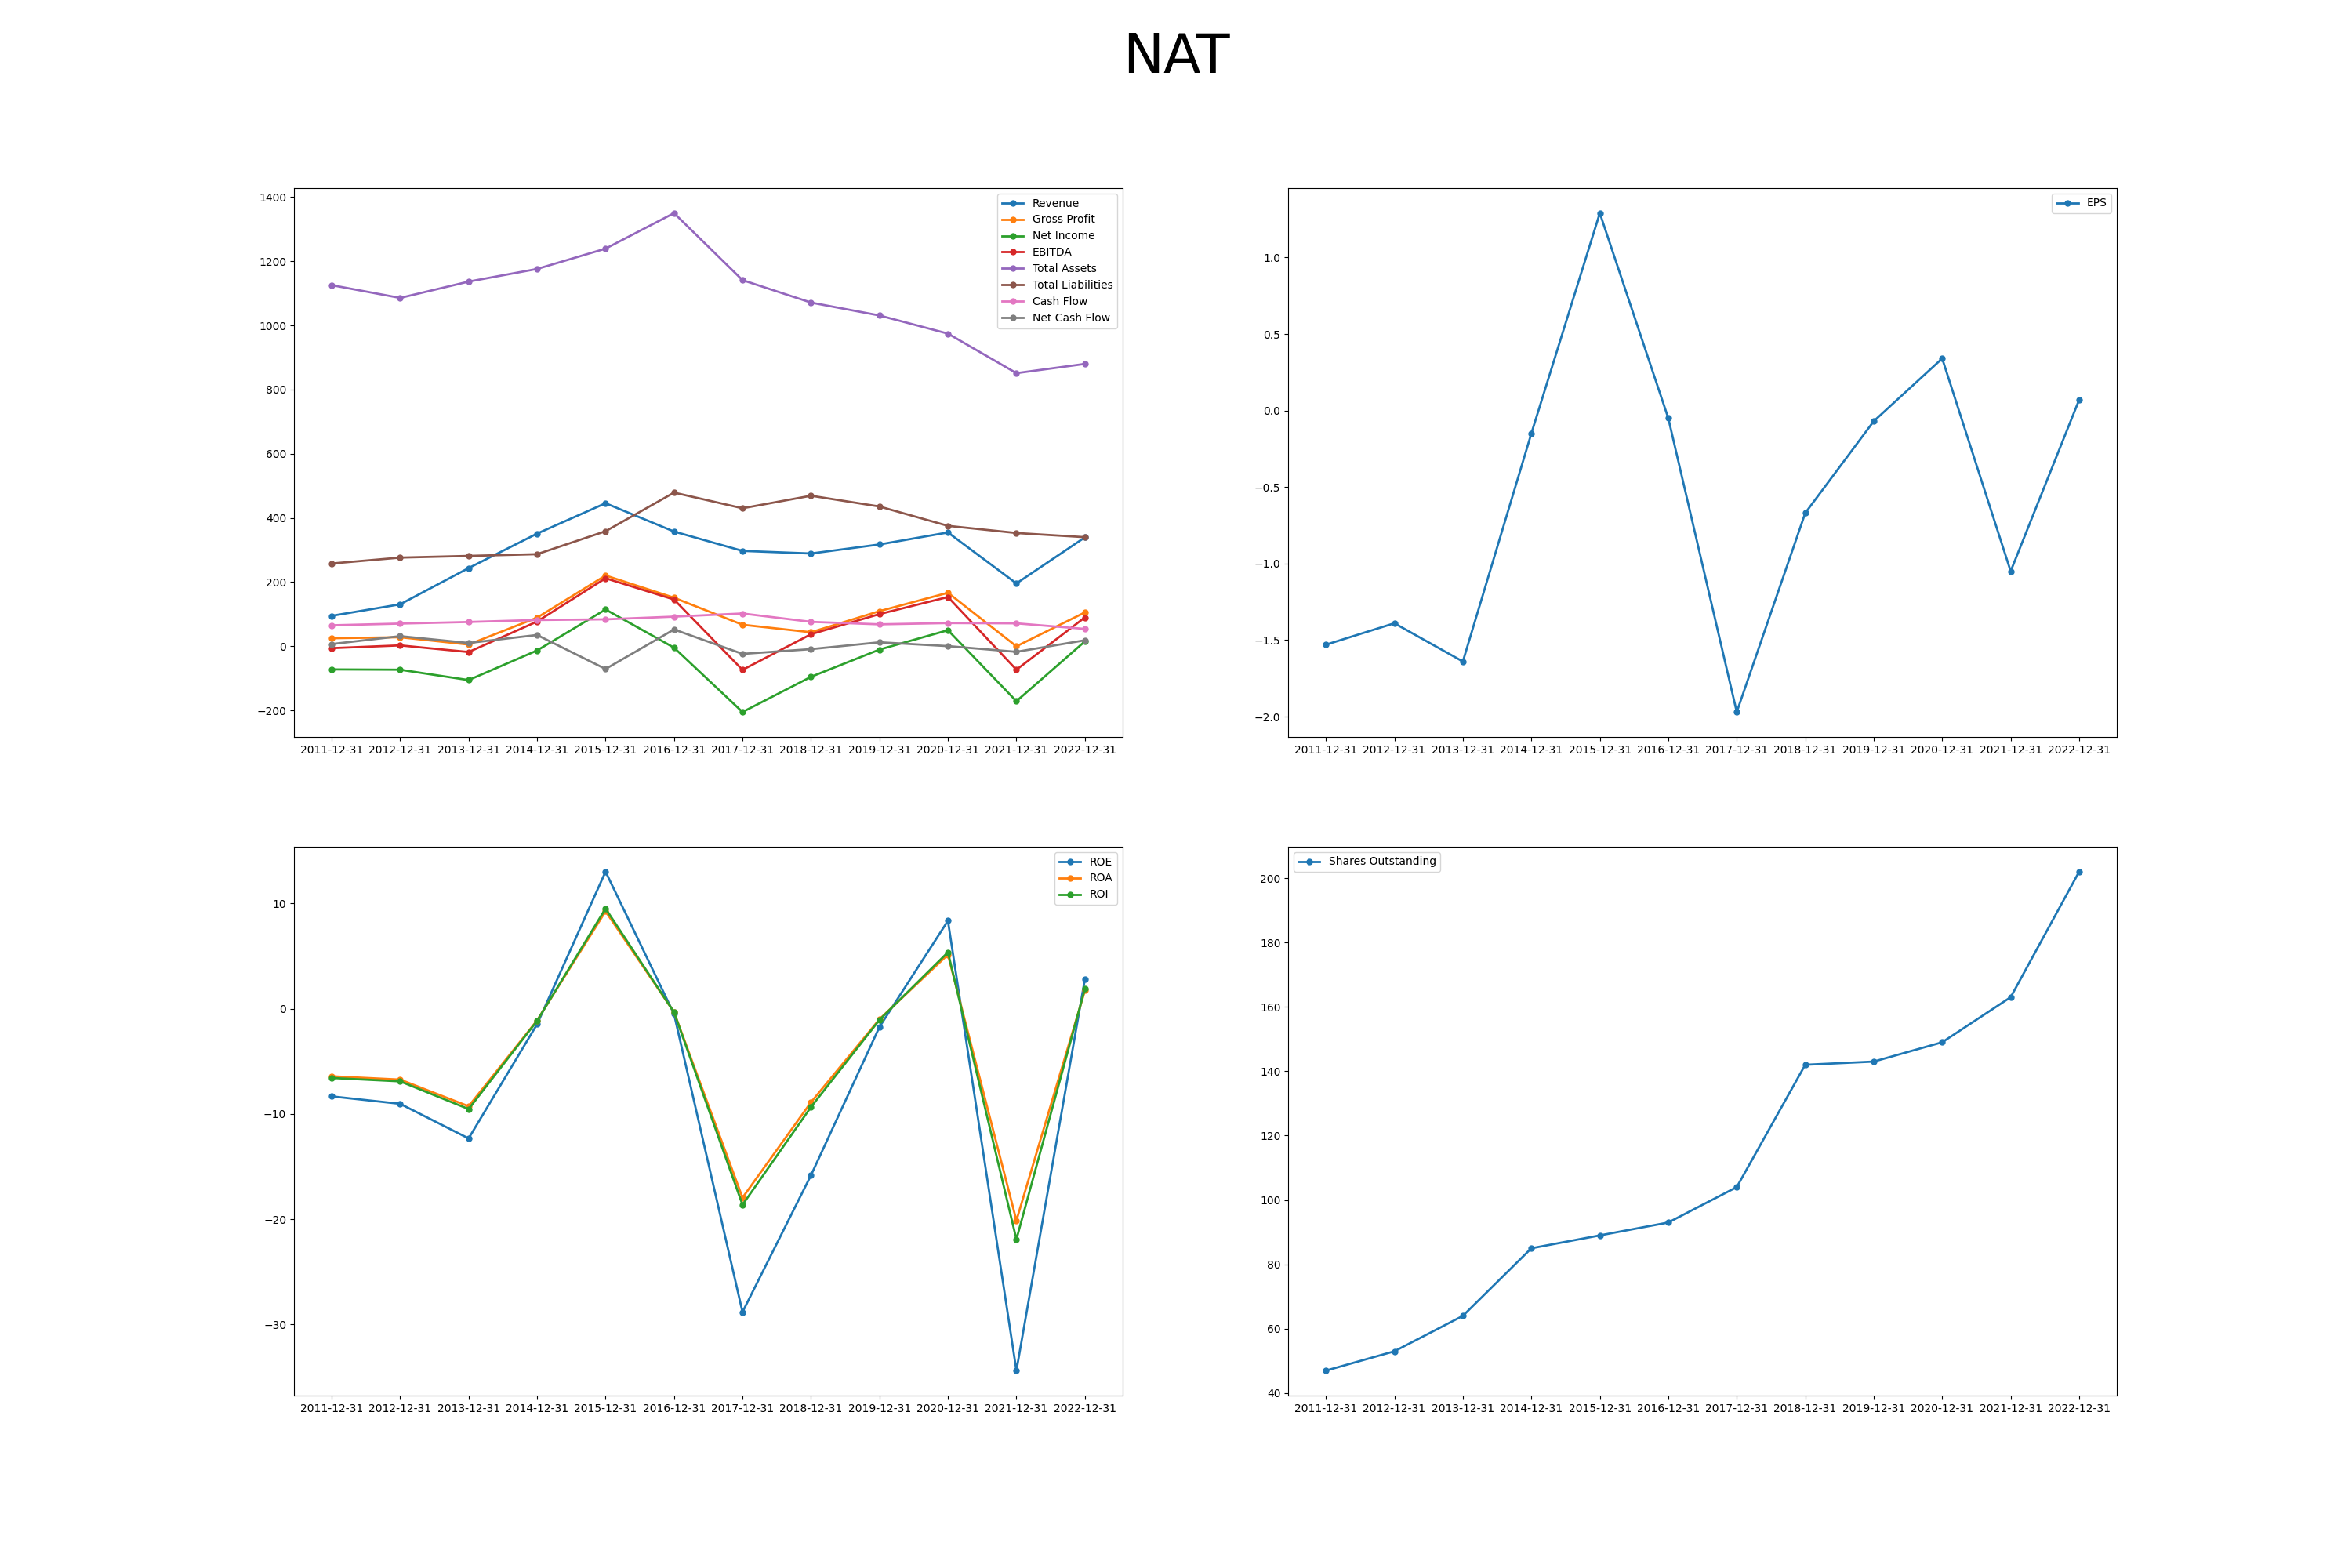 NAT
1400
1200
1000
800
600
400
200
0
−200
Revenue
Gross Profit
Net Income
EBITDA
Total Assets
Total Liabilities
Cash Flow
Net Cash Flow
2011-12-31 2012-12-31 2013-12-31 2014-12-31 2015-12-31 2016-12-31 2017-12-31 2018-12-31 2019-12-31 2020-12-31 2021-12-31 2022-12-31
1.0
0.5
0.0
−0.5
−1.0
−1.5
−2.0
EPS
2011-12-31 2012-12-31 2013-12-31 2014-12-31 2015-12-31 2016-12-31 2017-12-31 2018-12-31 2019-12-31 2020-12-31 2021-12-31 2022-12-31
10
0
−10
−20
−30
ROE
ROA
ROI
2011-12-31 2012-12-31 2013-12-31 2014-12-31 2015-12-31 2016-12-31 2017-12-31 2018-12-31 2019-12-31 2020-12-31 2021-12-31 2022-12-31
Shares Outstanding
200
180
160
140
120
100
80
60
40
2011-12-31 2012-12-31 2013-12-31 2014-12-31 2015-12-31 2016-12-31 2017-12-31 2018-12-31 2019-12-31 2020-12-31 2021-12-31 2022-12-31